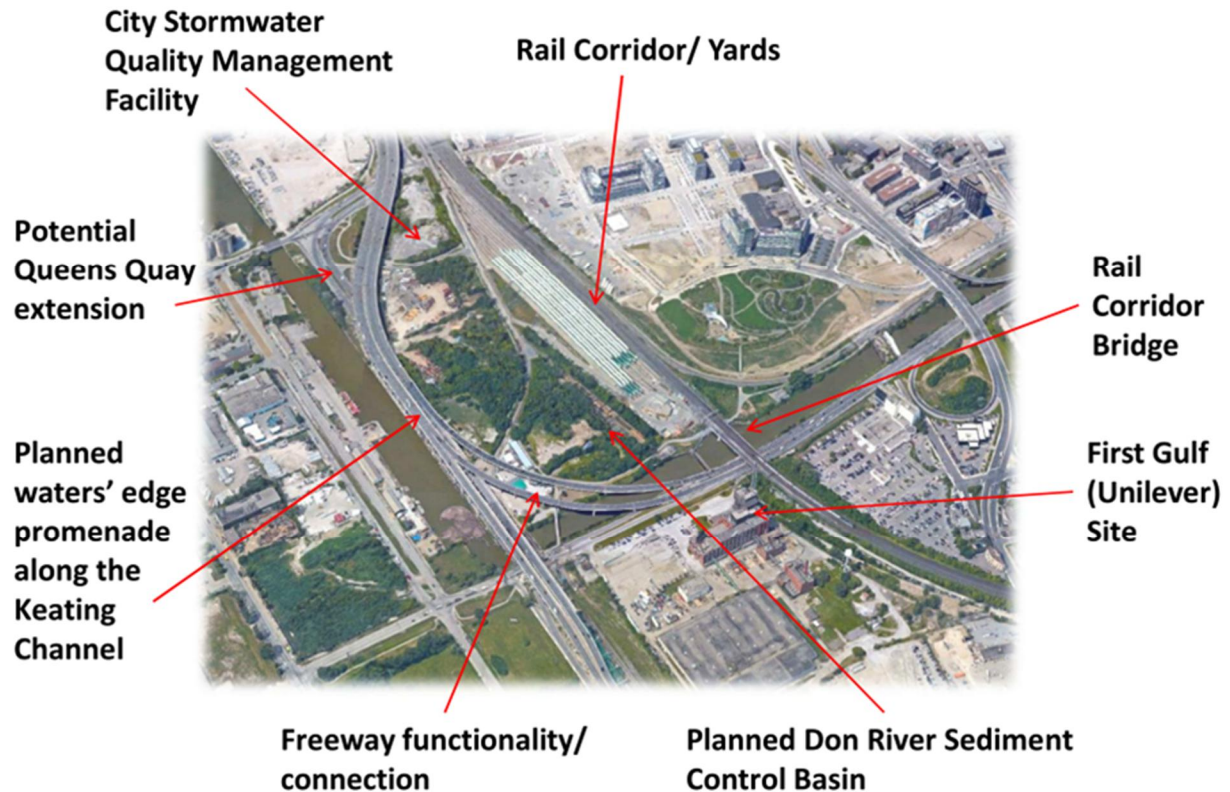 City Stormwater
Quality Management
Facility
Rail Corridor/ Yards
Potential
Queens Quay
extension
Rail
Corridor
Bridge
Planned
waters’ edge
promenade
along the
Keating
Channel
First Gulf
(Unilever)
Site
Freeway functionality/
connection
Planned Don River Sediment
Control Basin